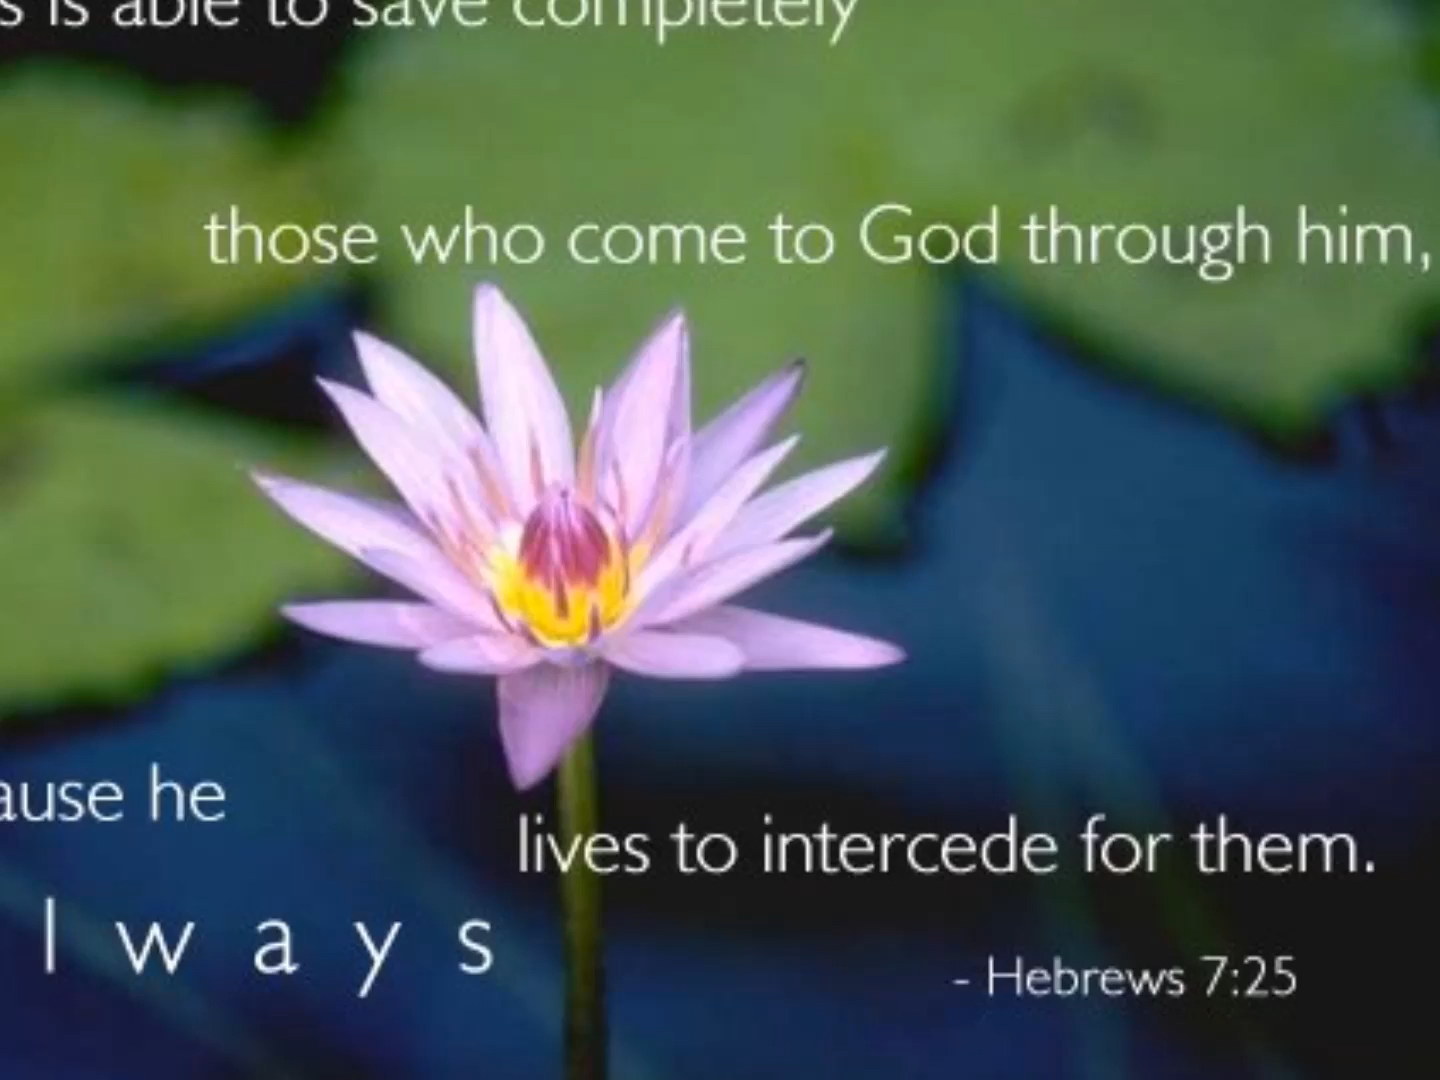 s is able to save completely
those who come to God through him,
ause he
lives to intercede for them.
lways
- Hebrews 7:25